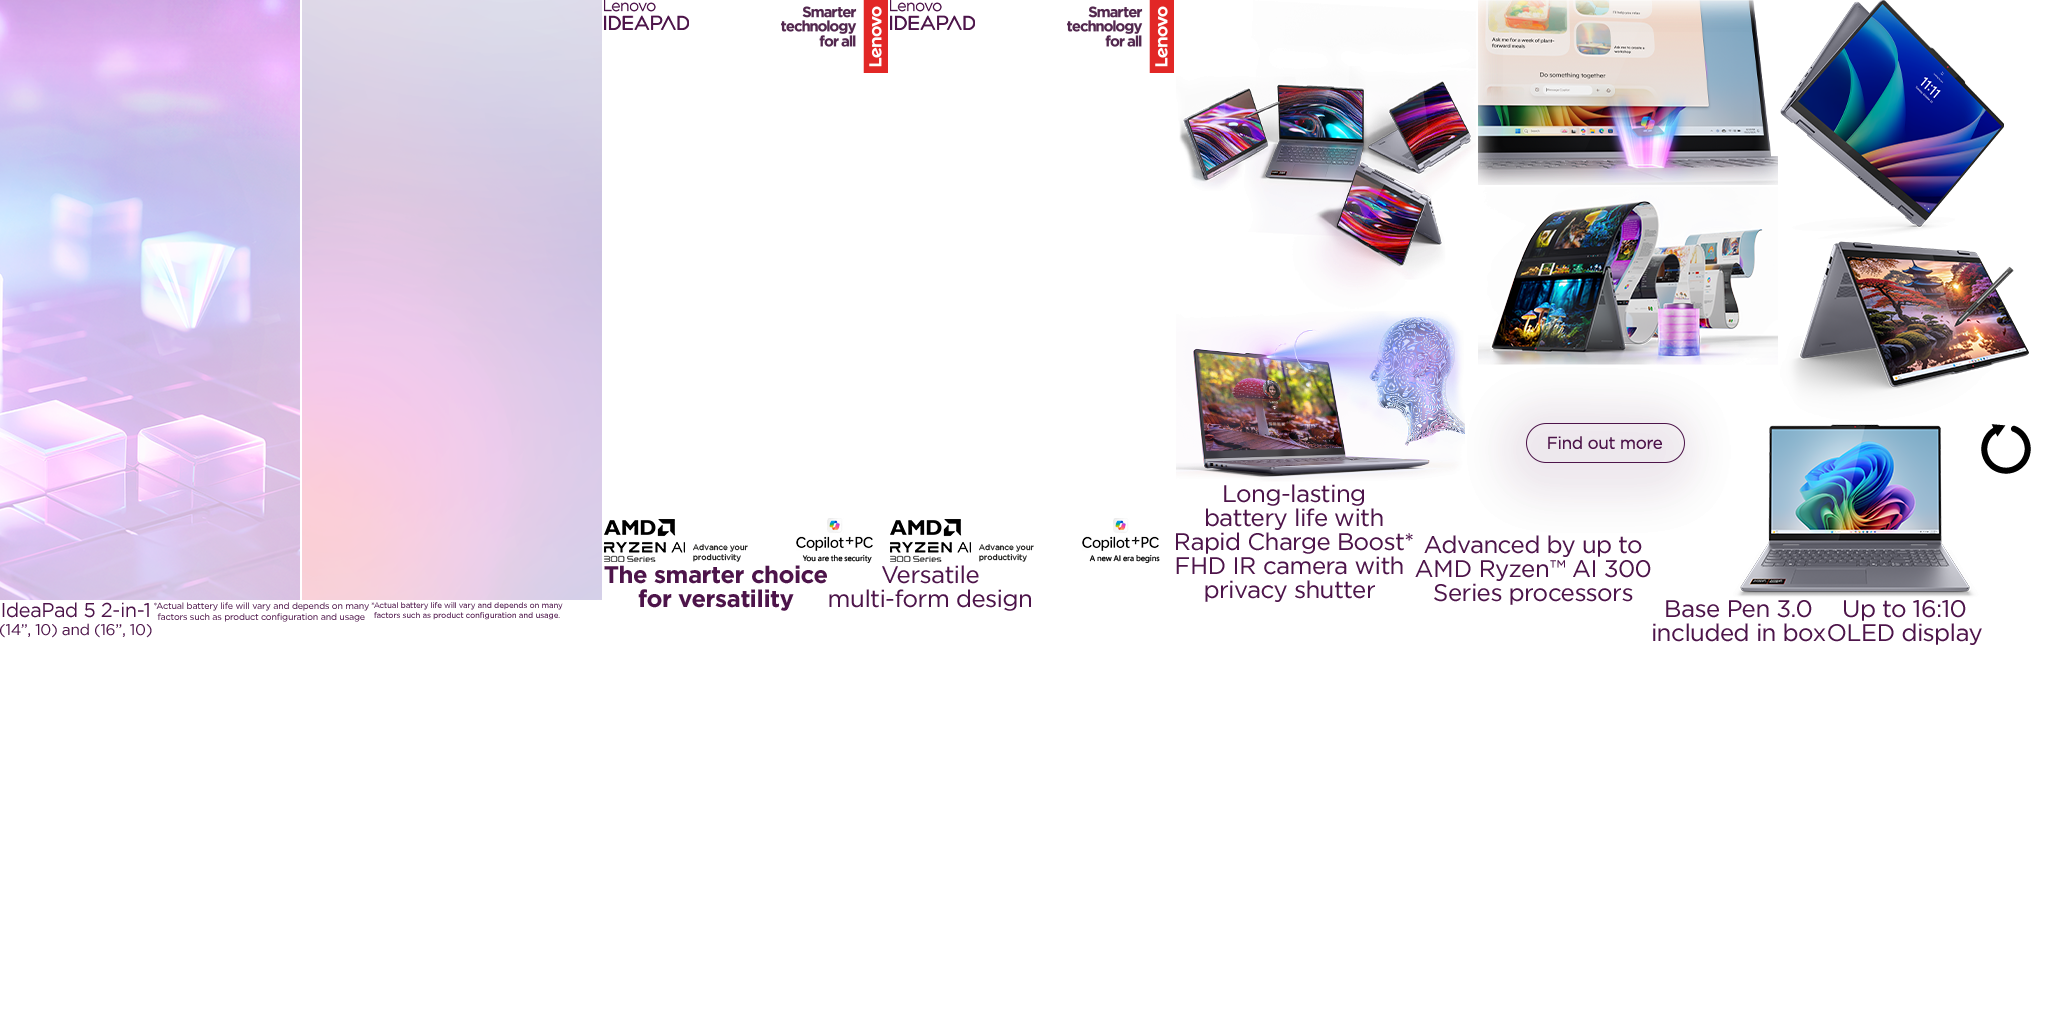 Lenovo
IDEAPAD
Smarter
technology
for all
Lenovo
Lenovo
IDEAPAD
Smarter
technology
for all
Lenovo
Ask me for a week of plant-
forward meals
Do something together
11:11
Find out more
AMD
RYZEN AI
300 Series
Advance your
productivity
Copilot+PC
You are the security
AMD
RYZEN AI
300 Series
Advance your
productivity
Copilot+PC
A new AI era begins
The smarter choice
for versatility
Versatile
multi-form design
Long-lasting
battery life with
Rapid Charge Boost*
FHD IR camera with
privacy shutter
Advanced by up to
AMD Ryzen™ AI 300
Series processors
Base Pen 3.0
included in box
Up to 16:10
OLED display
IdeaPad 5 2-in-1
(14”, 10) and (16”, 10)
*Actual battery life will vary and depends on many
factors such as product configuration and usage
*Actual battery life will vary and depends on many
factors such as product configuration and usage.